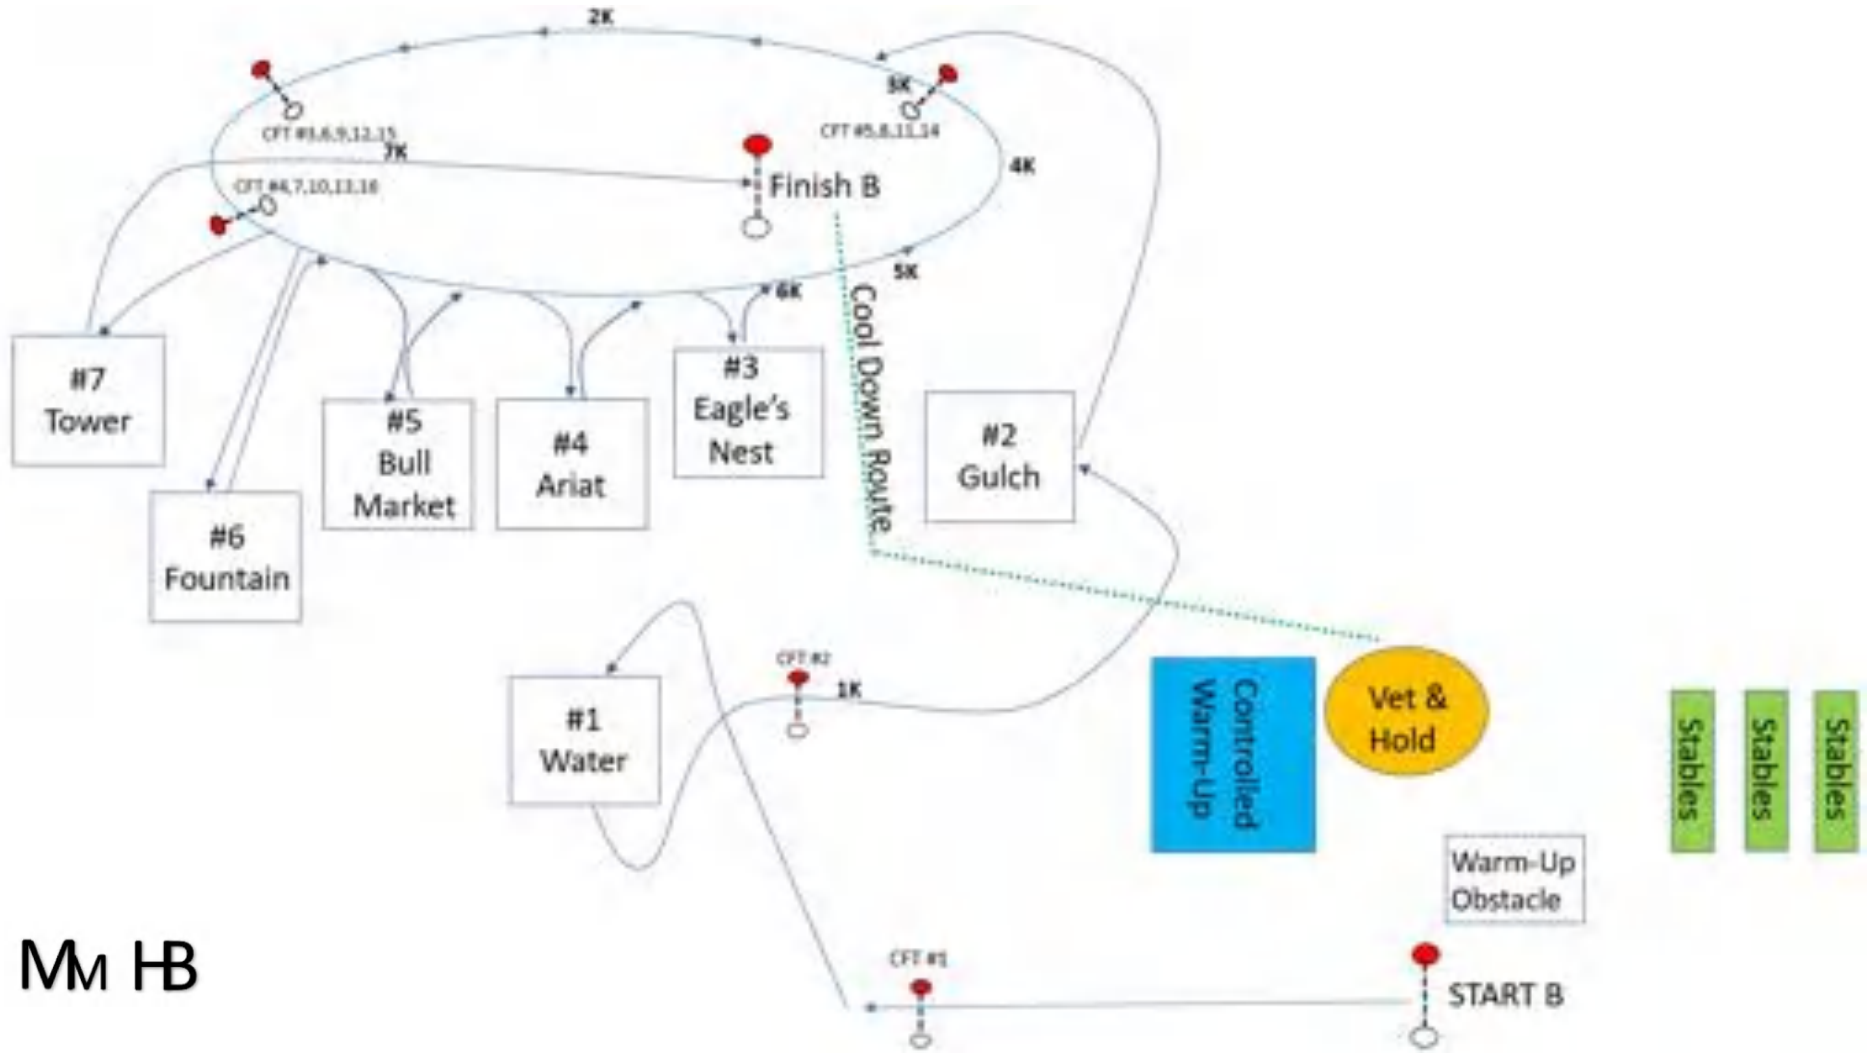 2K
3K
CFT #3,6,9,12,15
CFT #5,8,11,14
7K
4K
CFT #4,7,10,13,16
Finish B
5K
6K
Cool Down Route
#7
Tower
#6
Fountain
#5
Bull
Market
#4
Ariat
#3
Eagle's
Nest
#2
Gulch
#1
Water
CFT #2
1K
Controlled
Warm-Up
Vet &
Hold
Stables
Stables
Stables
Warm-Up
Obstacle
CFT #1
START B
MM HB